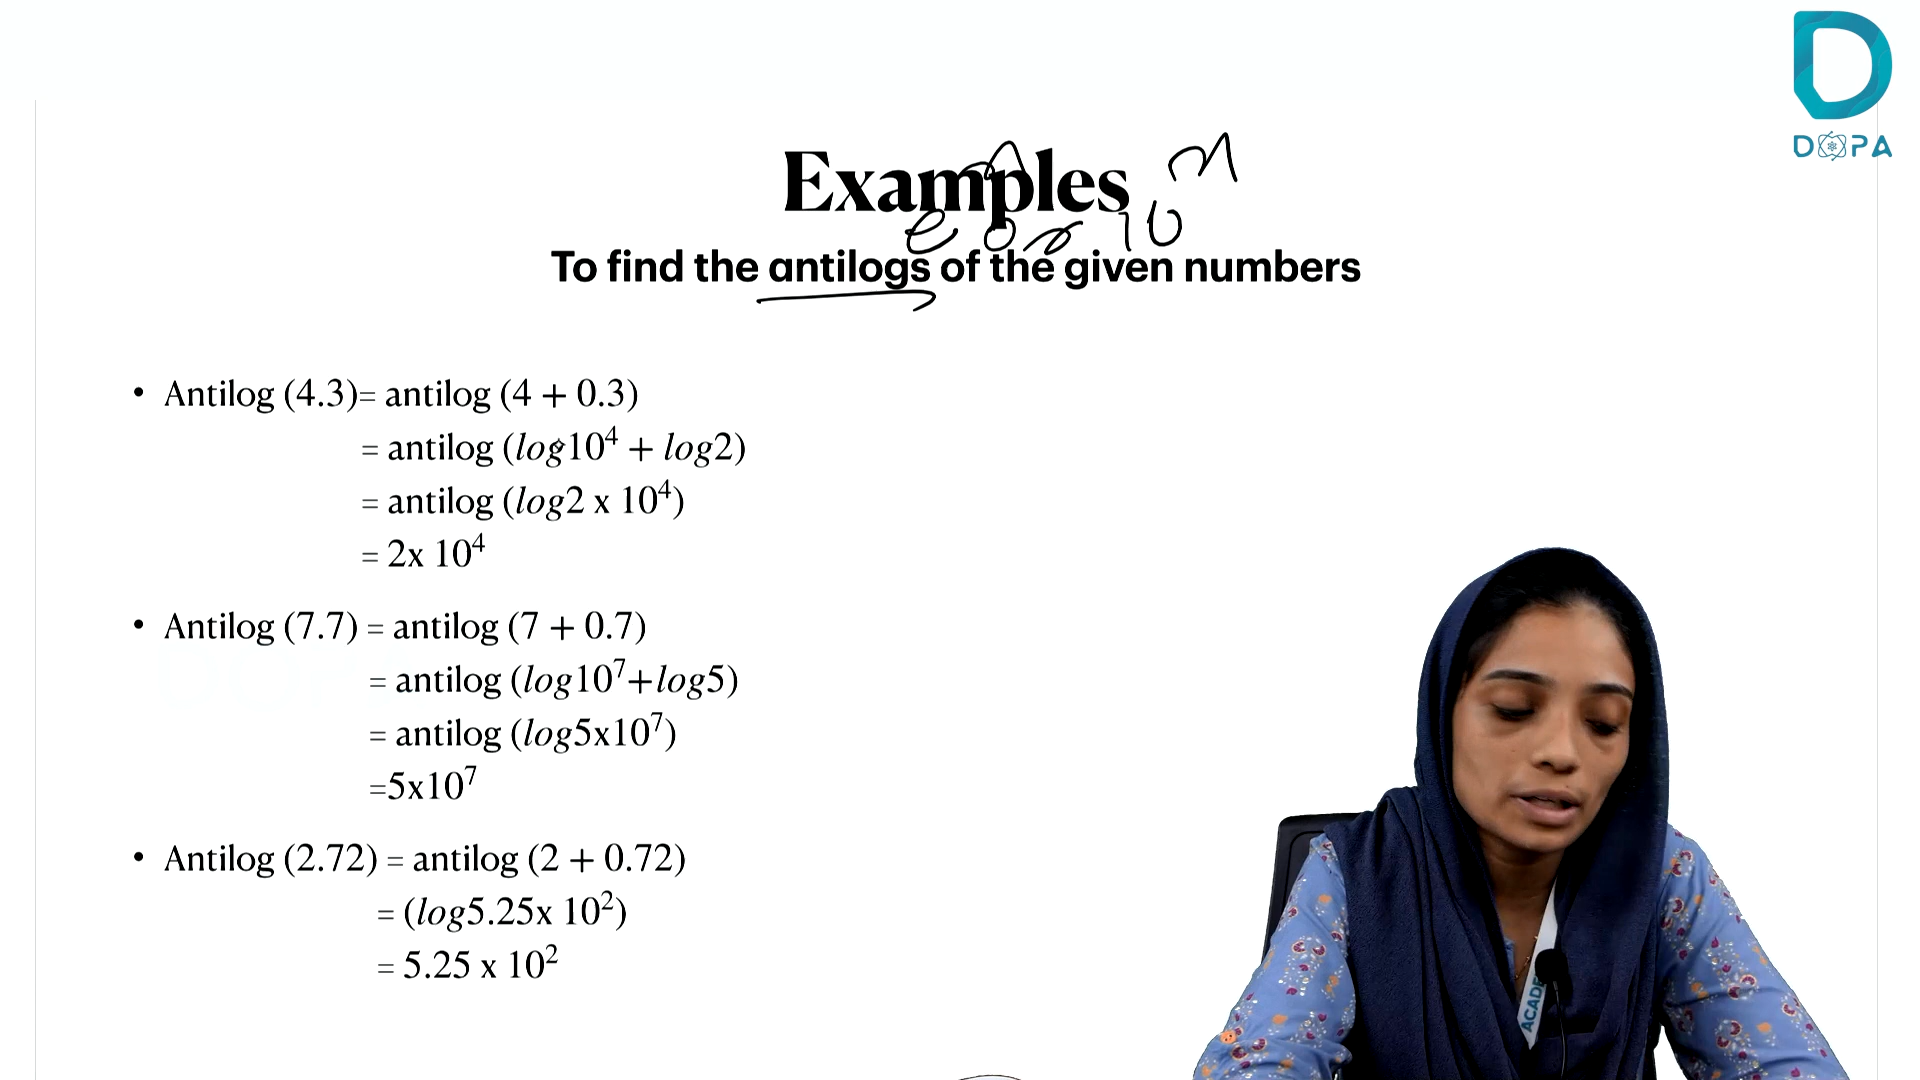 DOPA
Examples
e or 10
To find the antilogs of the given numbers
• Antilog (4.3)= antilog (4 + 0.3)
= antilog (log10⁴ + log2)
= antilog (log2 x 10⁴)
= 2x 10⁴
• Antilog (7.7) = antilog (7 + 0.7)
= antilog (log10⁷+log5)
= antilog (log5x10⁷)
=5x10⁷
• Antilog (2.72) = antilog (2 + 0.72)
= (log5.25x 10²)
= 5.25 x 10²
ACADE